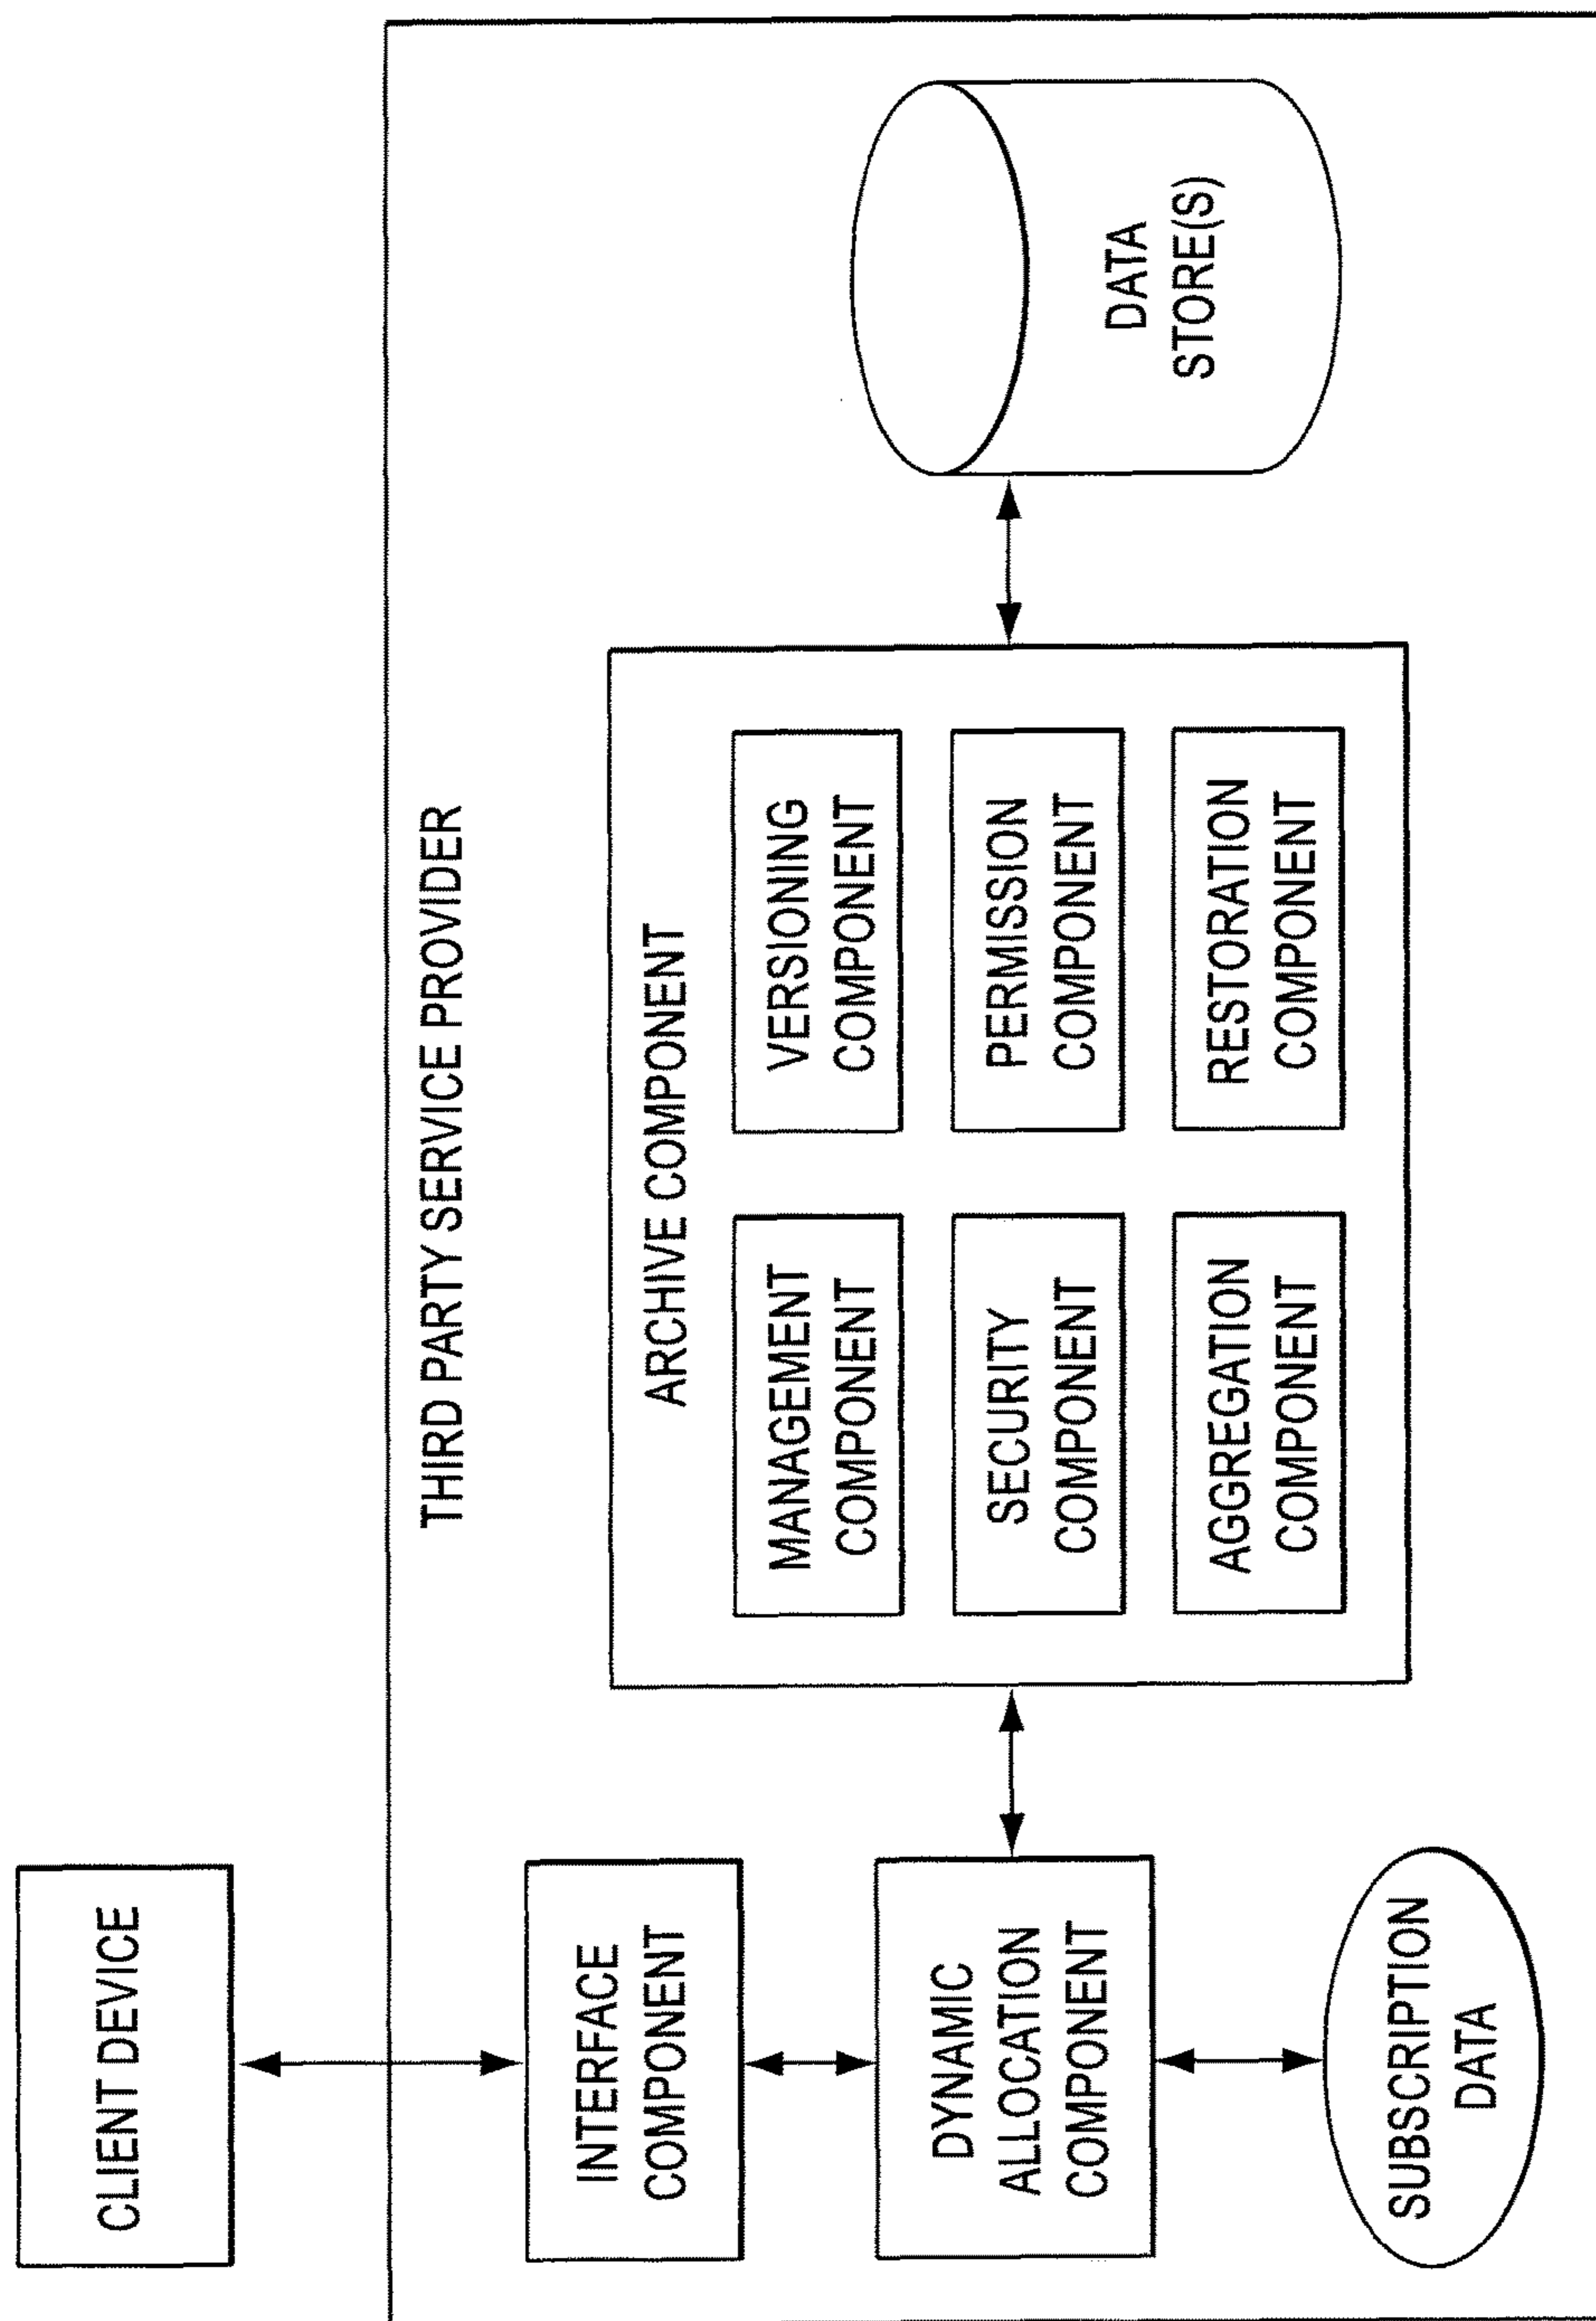 CLIENT DEVICE
THIRD PARTY SERVICE PROVIDER
INTERFACE
COMPONENT
DYNAMIC
ALLOCATION
COMPONENT
SUBSCRIPTION
DATA
ARCHIVE COMPONENT
MANAGEMENT
COMPONENT
VERSIONING
COMPONENT
SECURITY
COMPONENT
PERMISSION
COMPONENT
AGGREGATION
COMPONENT
RESTORATION
COMPONENT
DATA
STORE(S)